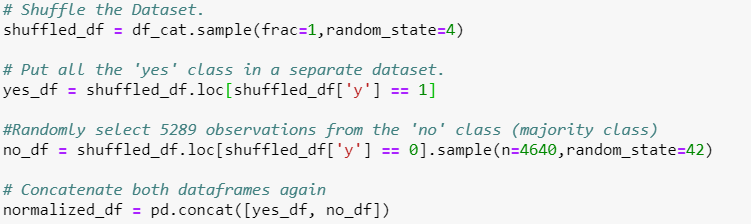 # Shuffle the Dataset.
shuffled_df = df_cat.sample(frac=1,random_state=4)
# Put all the 'yes' class in a separate dataset.
yes_df = shuffled_df.loc[shuffled_df['y'] == 1]
#Randomly select 5289 observations from the 'no' class (majority class)
no_df = shuffled_df.loc[shuffled_df['y'] == 0].sample(n=4640,random_state=42)
# Concatenate both dataframes again
normalized_df = pd.concat([yes_df, no_df])